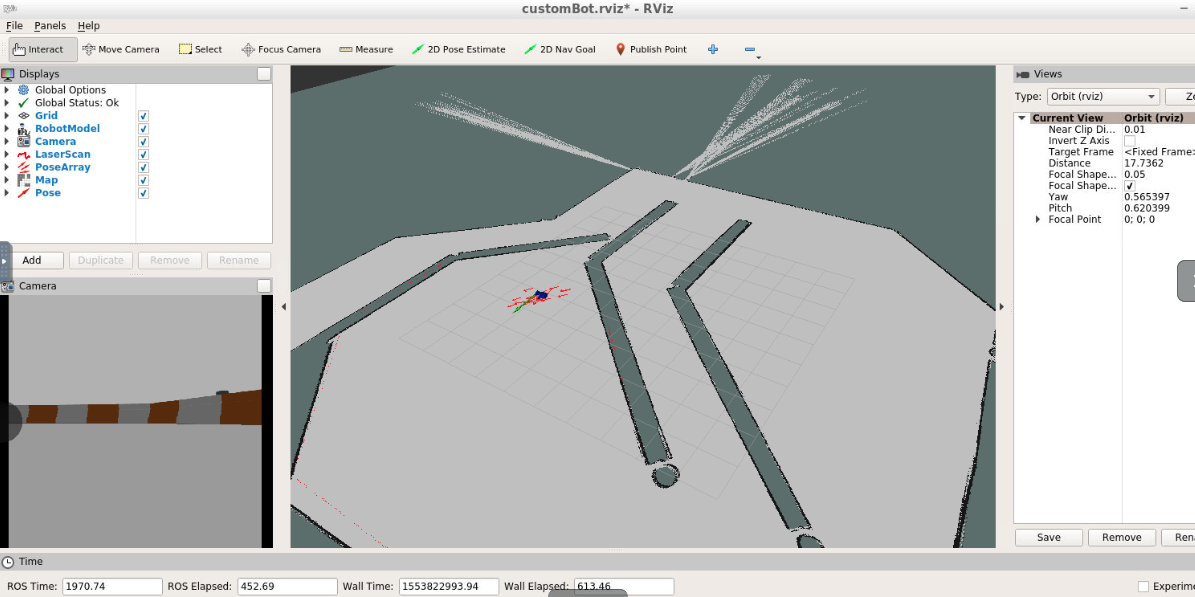 customBot.rviz* - RViz
File Panels Help
Interact Move Camera Select Focus Camera Measure 2D Pose Estimate 2D Nav Goal Publish Point
Displays
Global Options
Global Status: Ok
Grid
RobotModel
Camera
LaserScan
PoseArray
Map
Pose
Add Duplicate Remove Rename
Camera
Views
Type: Orbit (rviz) Ze
Current View Orbit (rviz)
Near Clip Di... 0.01
Invert Z Axis
Target Frame <Fixed Frame>
Distance 17.7362
Focal Shape... 0.05
Focal Shape...
Yaw 0.565397
Pitch 0.620399
Focal Point 0; 0; 0
Save Remove Ren
Time
ROS Time: 1970.74 ROS Elapsed: 452.69 Wall Time: 1553822993.94 Wall Elapsed: 613.46 Experime